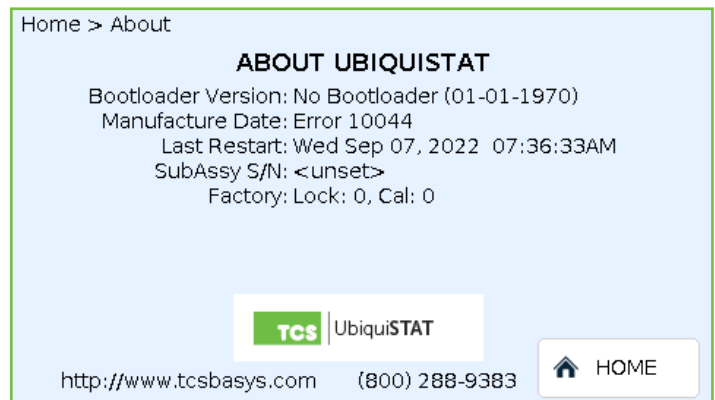 Home > About
ABOUT UBIQUISTAT
Bootloader Version: No Bootloader (01-01-1970)
Manufacture Date: Error 10044
Last Restart: Wed Sep 07, 2022  07:36:33AM
SubAssy S/N: <unset>
Factory: Lock: 0, Cal: 0
TCS UbiquiSTAT
HOME
http://www.tcsbasys.com (800) 288-9383